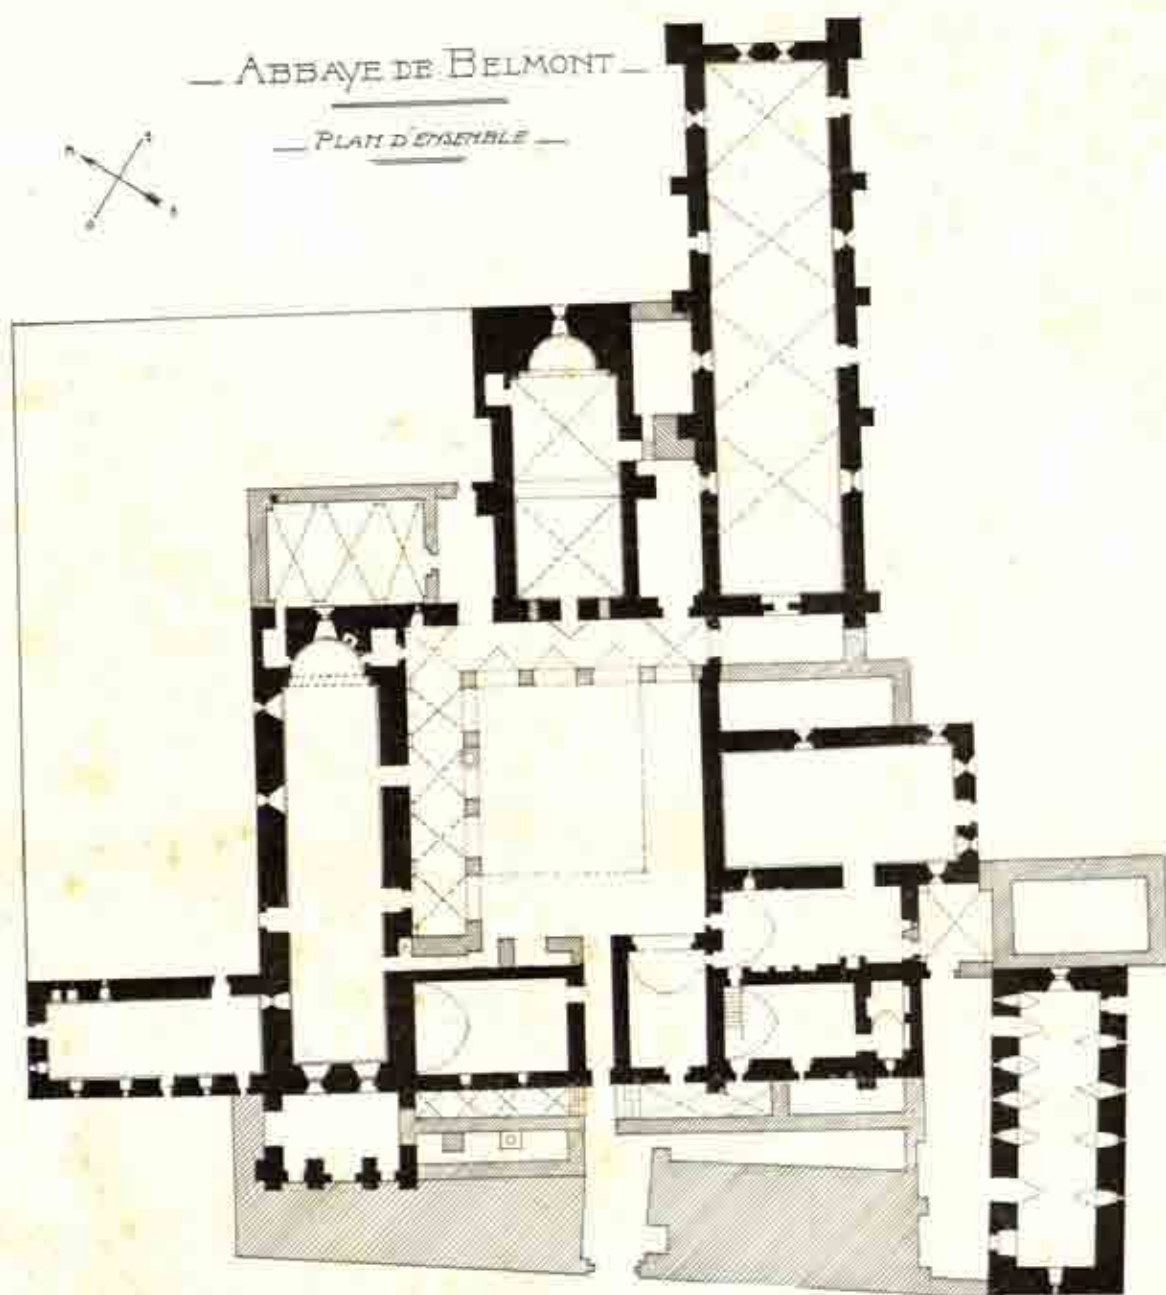 — ABBAYE DE BELMONT —
— PLAN D'ENSEMBLE —